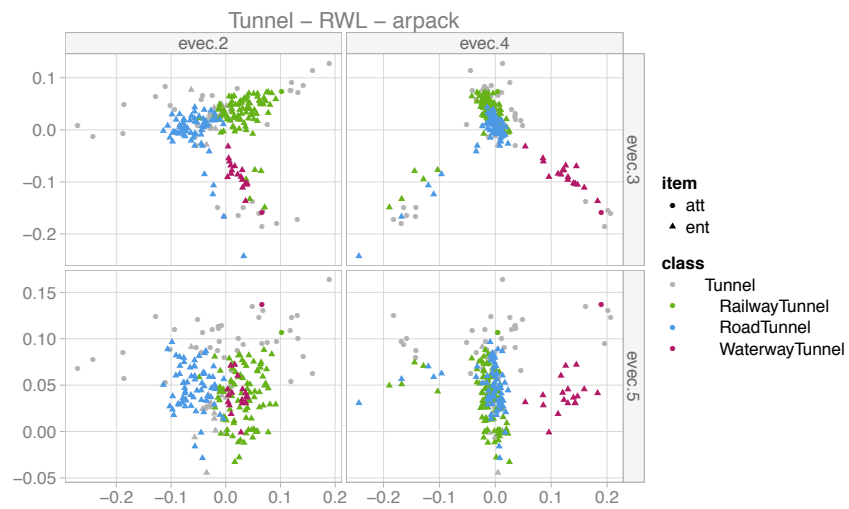 Tunnel − RWL − arpack
evec.2
evec.4
0.1
0.0
−0.1
−0.2
evec.3
0.15
0.10
0.05
0.00
−0.05
evec.5
−0.2 −0.1 0.0 0.1 0.2
−0.2 −0.1 0.0 0.1 0.2
item
att
ent
class
Tunnel
RailwayTunnel
RoadTunnel
WaterwayTunnel